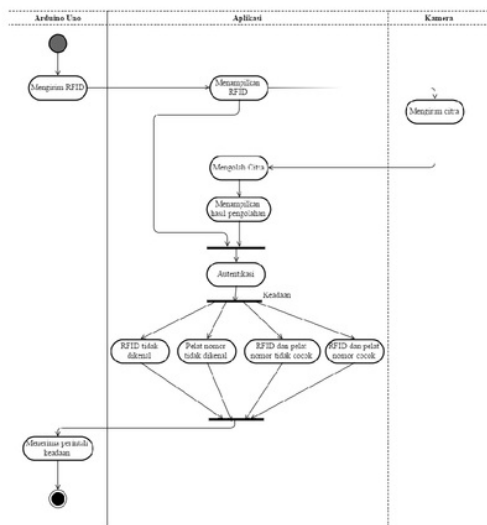 Arduino Uno
Aplikasi
Kamera
Mengirim RFID
Menampilkan
RFID
Mengirim citra
Mengolah Citra
Menampilkan
hasil pengolahan
Autentikasi
Keadaan
RFID tidak
dikenal
Pelat nomor
tidak dikenal
RFID dan pelat
nomor tidak cocok
RFID dan pelat
nomor cocok
Menerima perintah
keadaan